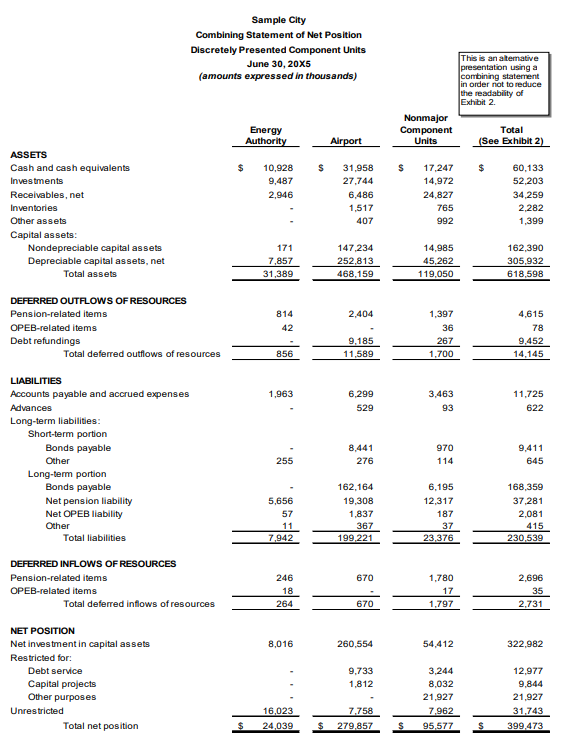 Sample City
Combining Statement of Net Position
Discretely Presented Component Units
June 30, 20X5
(amounts expressed in thousands)
This is an alternative
presentation using a
combining statement
in order not to reduce
the readability of
Exhibit 2.
Nonmajor
Energy Component Total
Authority Airport Units (See Exhibit 2)
ASSETS
Cash and cash equivalents $ 10,928 $ 31,958 $ 17,247 $ 60,133
Investments 9,487 27,744 14,972 52,203
Receivables, net 2,946 6,486 24,827 34,259
Inventories - 1,517 765 2,282
Other assets - 407 992 1,399
Capital assets:
Nondepreciable capital assets 171 147,234 14,985 162,390
Depreciable capital assets, net 7,857 252,813 45,262 305,932
Total assets 31,389 468,159 119,050 618,598
DEFERRED OUTFLOWS OF RESOURCES
Pension-related items 814 2,404 1,397 4,615
OPEB-related items 42 - 36 78
Debt refundings - 9,185 267 9,452
Total deferred outflows of resources 856 11,589 1,700 14,145
LIABILITIES
Accounts payable and accrued expenses 1,963 6,299 3,463 11,725
Advances - 529 93 622
Long-term liabilities:
Short-term portion
Bonds payable - 8,441 970 9,411
Other 255 276 114 645
Long-term portion
Bonds payable - 162,164 6,195 168,359
Net pension liability 5,656 19,308 12,317 37,281
Net OPEB liability 57 1,837 187 2,081
Other 11 367 37 415
Total liabilities 7,942 199,221 23,376 230,539
DEFERRED INFLOWS OF RESOURCES
Pension-related items 246 670 1,780 2,696
OPEB-related items 18 - 17 35
Total deferred inflows of resources 264 670 1,797 2,731
NET POSITION
Net investment in capital assets 8,016 260,554 54,412 322,982
Restricted for:
Debt service - 9,733 3,244 12,977
Capital projects - 1,812 8,032 9,844
Other purposes - - 21,927 21,927
Unrestricted 16,023 7,758 7,962 31,743
Total net position $ 24,039 $ 279,857 $ 95,577 $ 399,473